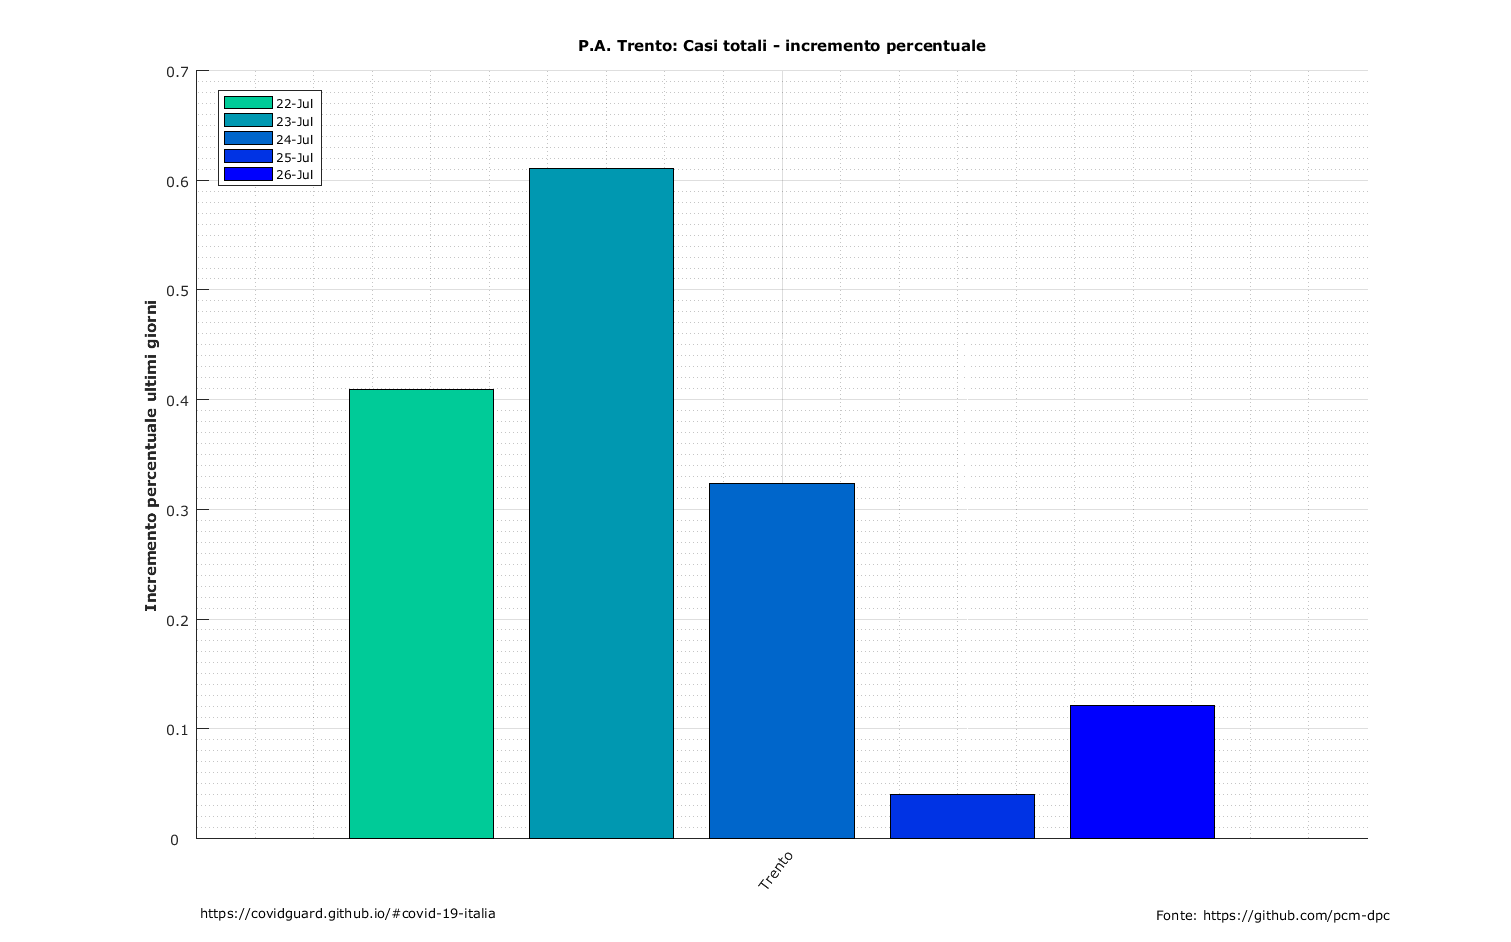 P.A. Trento: Casi totali - incremento percentuale
0.7
0.6
0.5
0.4
0.3
0.2
0.1
0
Incremento percentuale ultimi giorni
22-Jul
23-Jul
24-Jul
25-Jul
26-Jul
Trento
https://covidguard.github.io/#covid-19-italia
Fonte: https://github.com/pcm-dpc